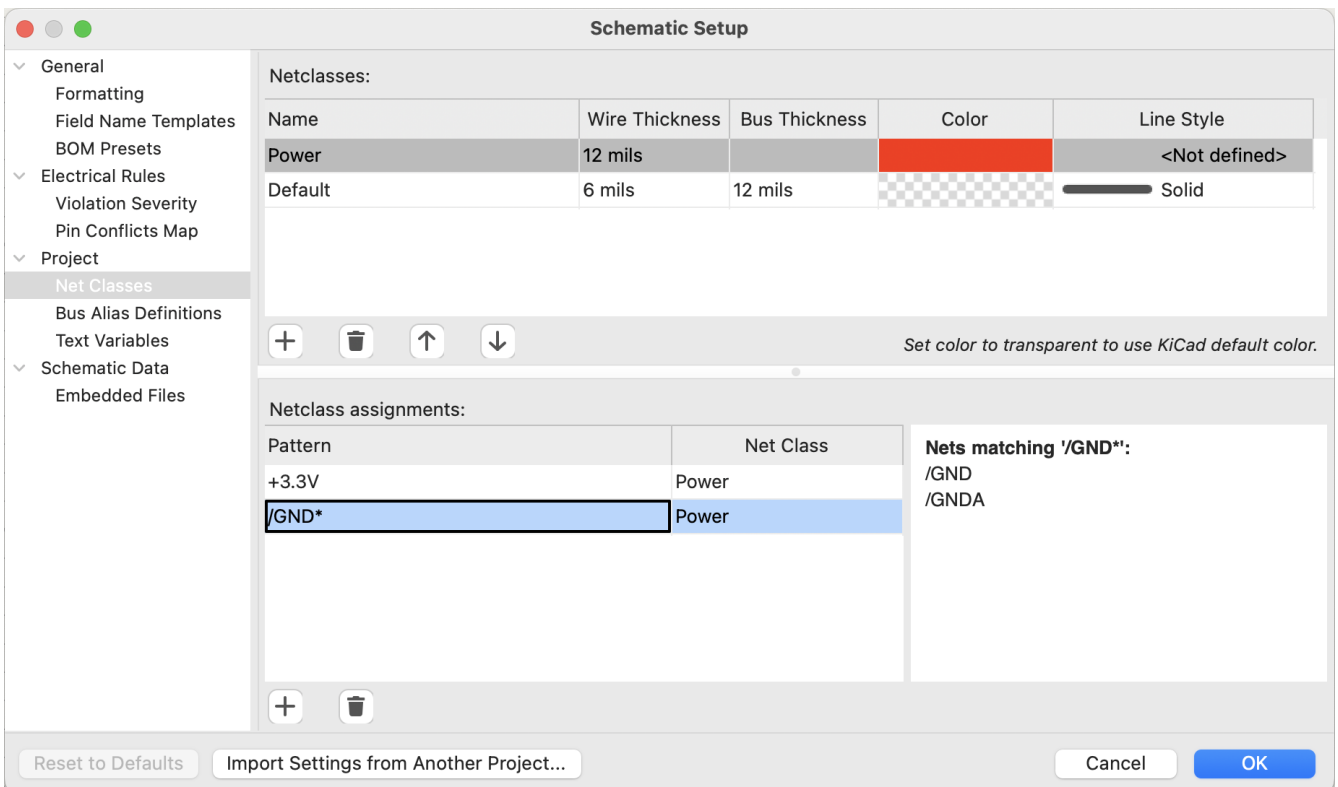 Schematic Setup
General
Formatting
Field Name Templates
BOM Presets
Electrical Rules
Violation Severity
Pin Conflicts Map
Project
Net Classes
Bus Alias Definitions
Text Variables
Schematic Data
Embedded Files
Netclasses:
Name Wire Thickness Bus Thickness Color Line Style
Power 12 mils <Not defined>
Default 6 mils 12 mils Solid
Set color to transparent to use KiCad default color.
Netclass assignments:
Pattern Net Class
+3.3V Power
/GND* Power
Nets matching '/GND*':
/GND
/GNDA
Reset to Defaults Import Settings from Another Project... Cancel OK